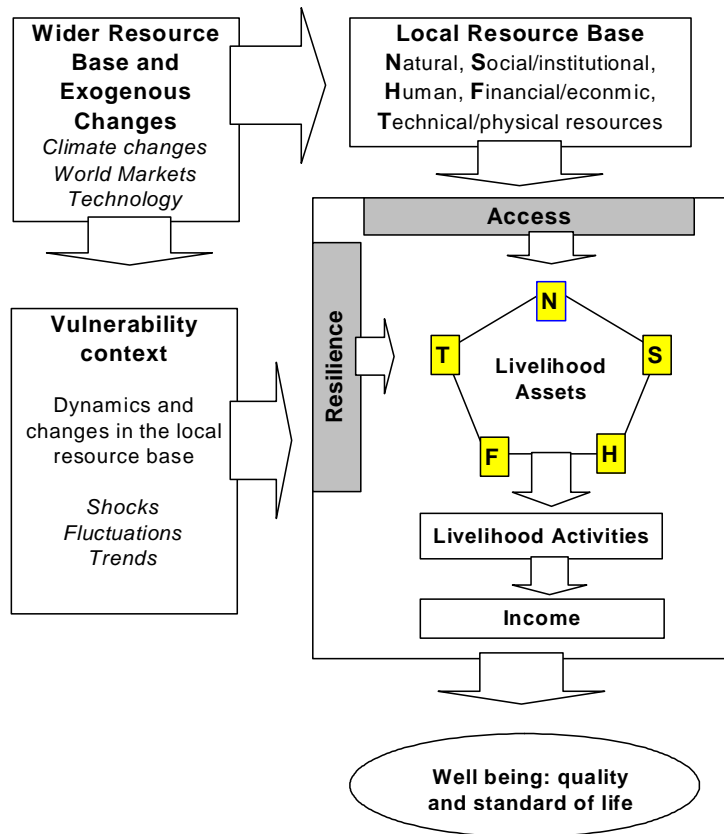 Wider Resource
Base and
Exogenous
Changes
Climate changes
World Markets
Technology
Local Resource Base
Natural, Social/institutional,
Human, Financial/econmic,
Technical/physical resources
Access
Vulnerability
context
Dynamics and
changes in the local
resource base
Shocks
Fluctuations
Trends
Resilience
N
T
S
Livelihood
Assets
F
H
Livelihood Activities
Income
Well being: quality
and standard of life